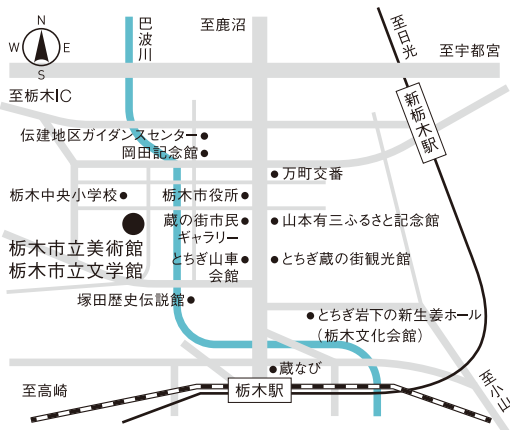 N
W E
S
巴波川
至鹿沼
至日光
至宇都宮
至栃木IC
新栃木駅
伝建地区ガイダンスセンター
岡田記念館
万町交番
栃木中央小学校
栃木市役所
蔵の街市民
ギャラリー
山本有三ふるさと記念館
栃木市立美術館
栃木市立文学館
とちぎ山車
会館
とちぎ蔵の街観光館
塚田歴史伝説館
とちぎ岩下の新生姜ホール
（栃木文化会館）
蔵なび
至高崎
栃木駅
至小山